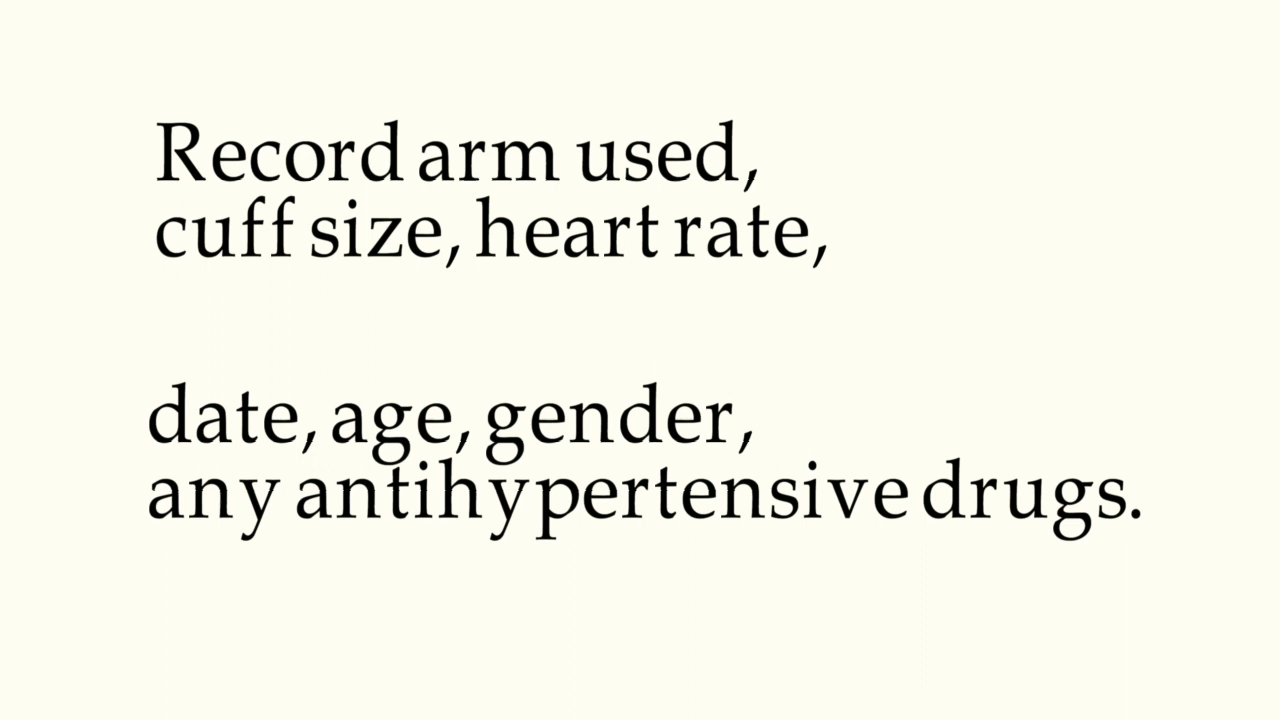 Record arm used,
cuff size, heart rate,
date, age, gender,
any antihypertensive drugs.